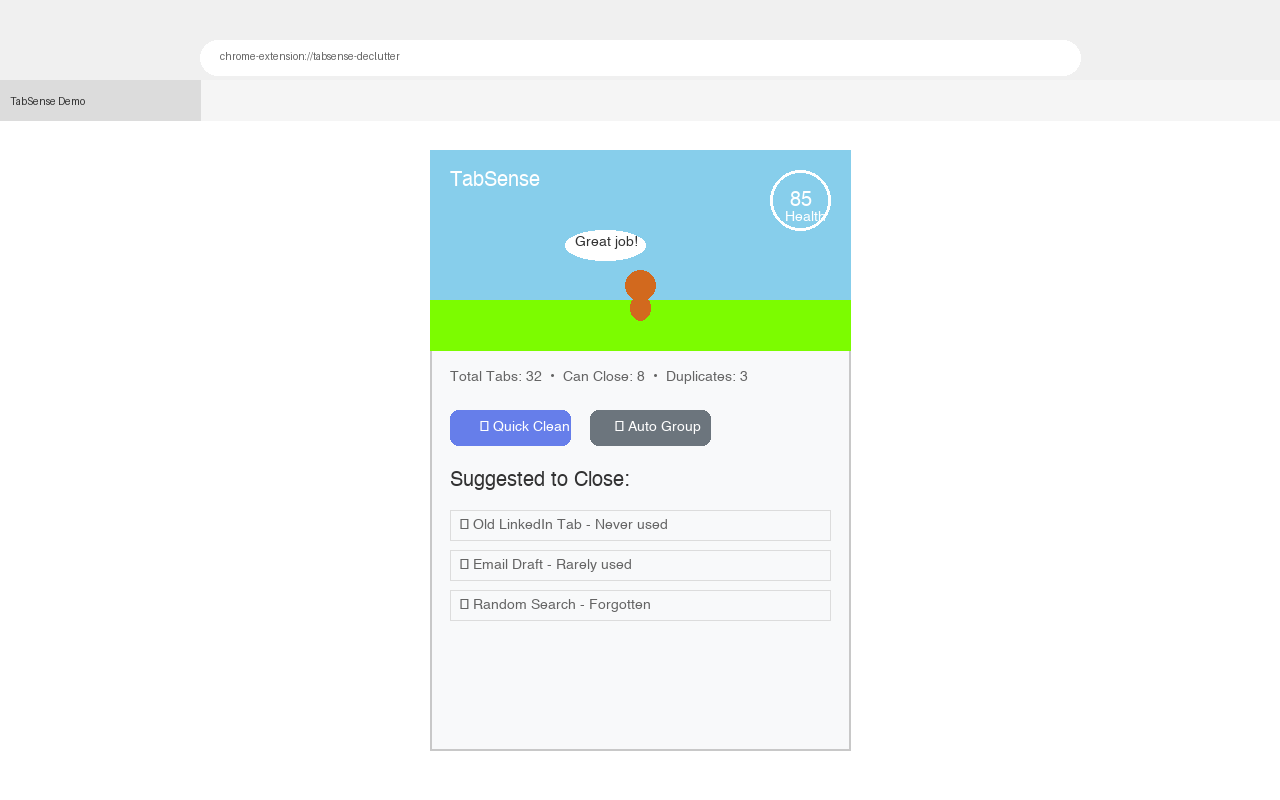 chrome-extension://tabsense-declutter
TabSense Demo
TabSense
85
Health
Great job!
Total Tabs: 32 • Can Close: 8 • Duplicates: 3
Quick Clean
Auto Group
Suggested to Close:
Old LinkedIn Tab - Never used
Email Draft - Rarely used
Random Search - Forgotten